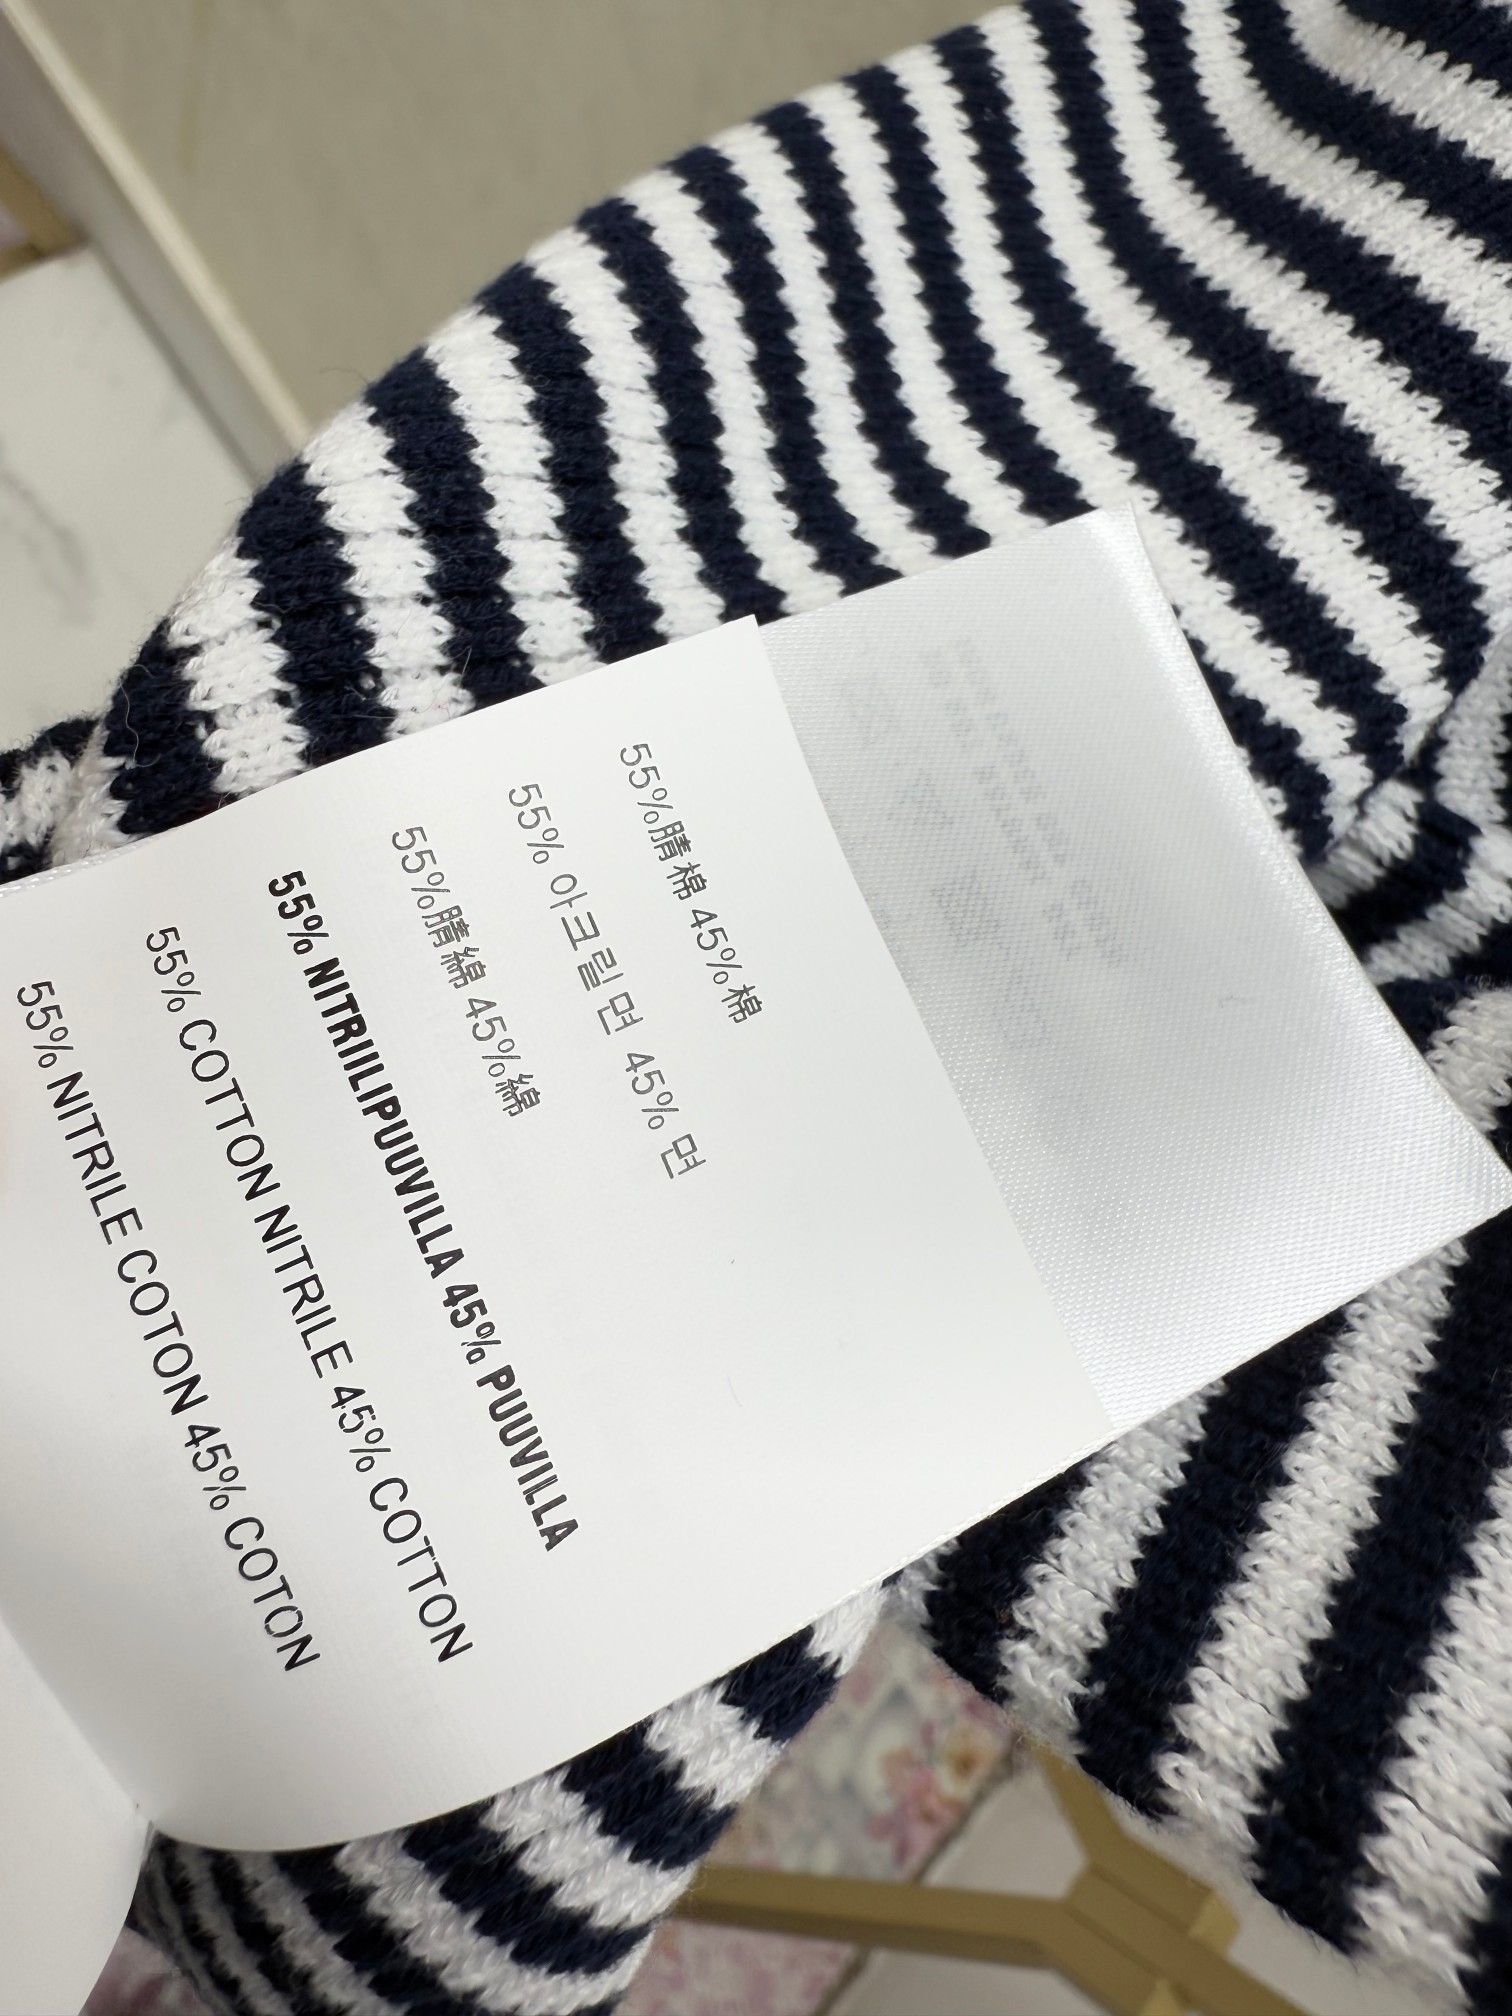 55%腈棉 45%棉
55% 아크릴면 45% 면
55%腈綿 45%綿
55% NITRIILIPUUVILLA 45% PUUVILLA
55% COTTON NITRILE 45% COTTON
55% NITRILE COTON 45% COTON